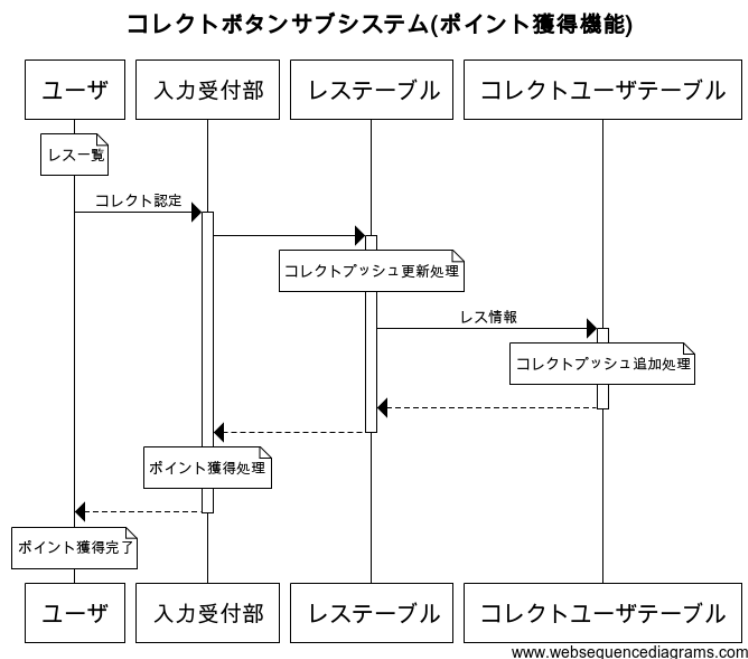 コレクトボタンサブシステム(ポイント獲得機能)
ユーザ 入力受付部 レステーブル コレクトユーザテーブル
レス一覧
コレクト認定
コレクトプッシュ更新処理
レス情報
コレクトプッシュ追加処理
ポイント獲得処理
ポイント獲得完了
ユーザ 入力受付部 レステーブル コレクトユーザテーブル
www.websequencediagrams.com